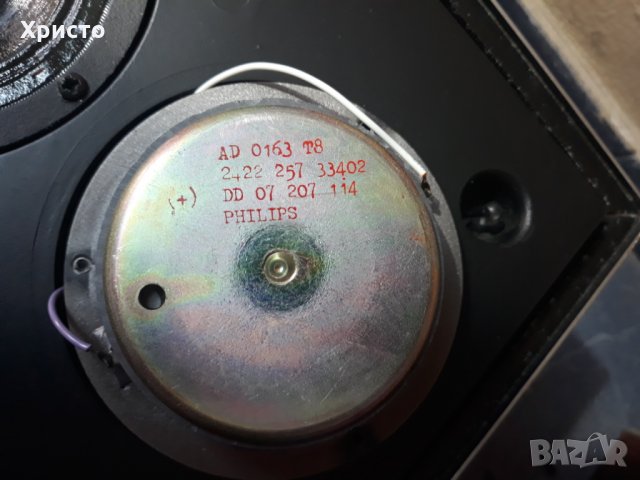 Христо
AD 0163 T8
2422 257 33402
(+) DD 07 207 114
PHILIPS
BAZAR